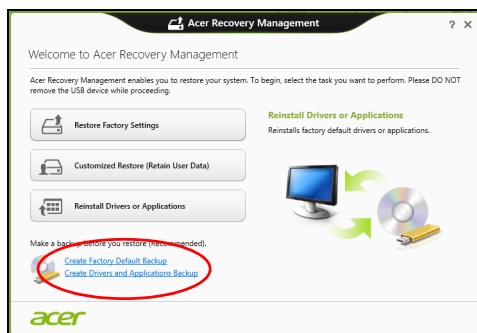 Acer Recovery Management
? X
Welcome to Acer Recovery Management
Acer Recovery Management enables you to restore your system. To begin, select the task you want to perform. Please DO NOT
remove the USB device while proceeding.
Restore Factory Settings
Customized Restore (Retain User Data)
Reinstall Drivers or Applications
Reinstall Drivers or Applications
Reinstalls factory default drivers or applications.
Make a backup before you restore (Recommended).
Create Factory Default Backup
Create Drivers and Applications Backup
acer